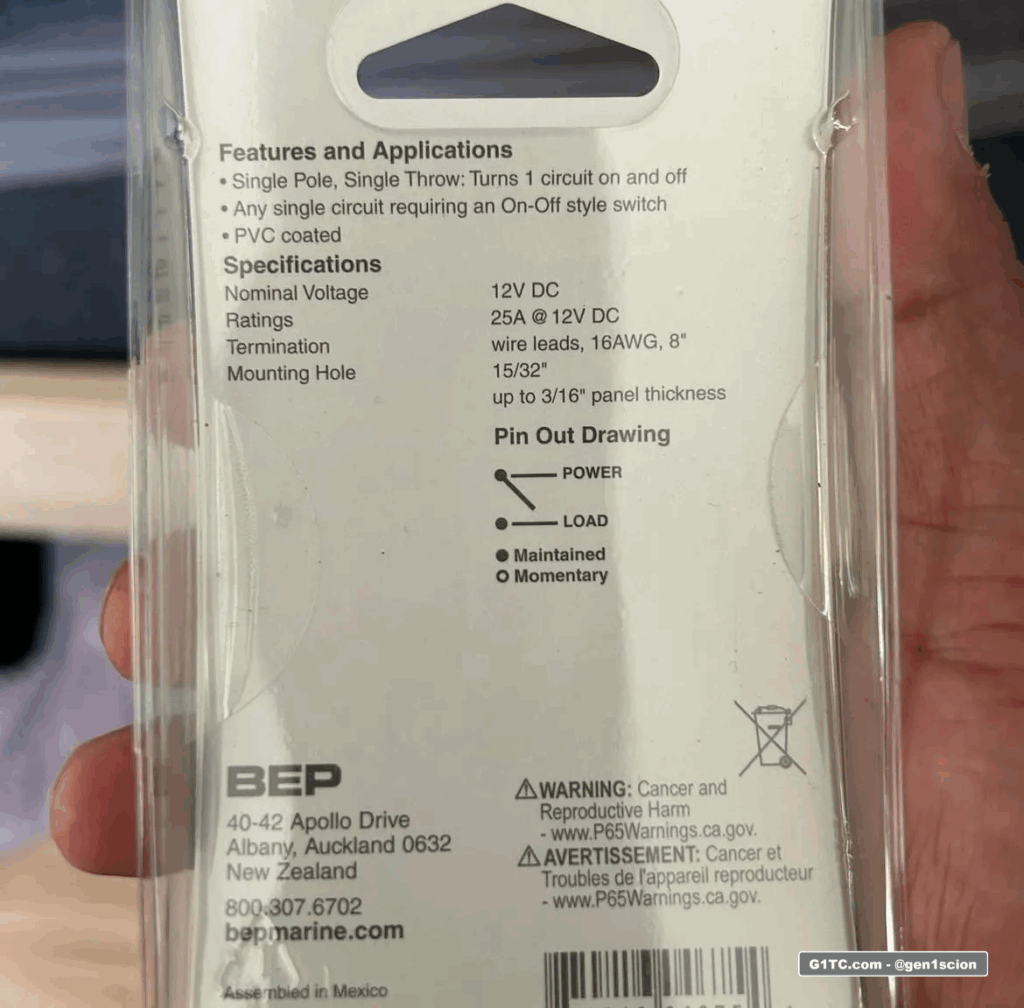 Features and Applications
• Single Pole, Single Throw: Turns 1 circuit on and off
• Any single circuit requiring an On-Off style switch
• PVC coated
Specifications
Nominal Voltage 12V DC
Ratings 25A @ 12V DC
Termination wire leads, 16AWG, 8"
Mounting Hole 15/32"
up to 3/16" panel thickness
Pin Out Drawing
POWER
LOAD
● Maintained
○ Momentary
BEP
40-42 Apollo Drive
Albany, Auckland 0632
New Zealand
800.307.6702
bepmarine.com
Assembled in Mexico
⚠WARNING: Cancer and
Reproductive Harm
- www.P65Warnings.ca.gov.
⚠AVERTISSEMENT: Cancer et
Troubles de l'appareil reproducteur
- www.P65Warnings.ca.gov.
G1TC.com - @gen1scion